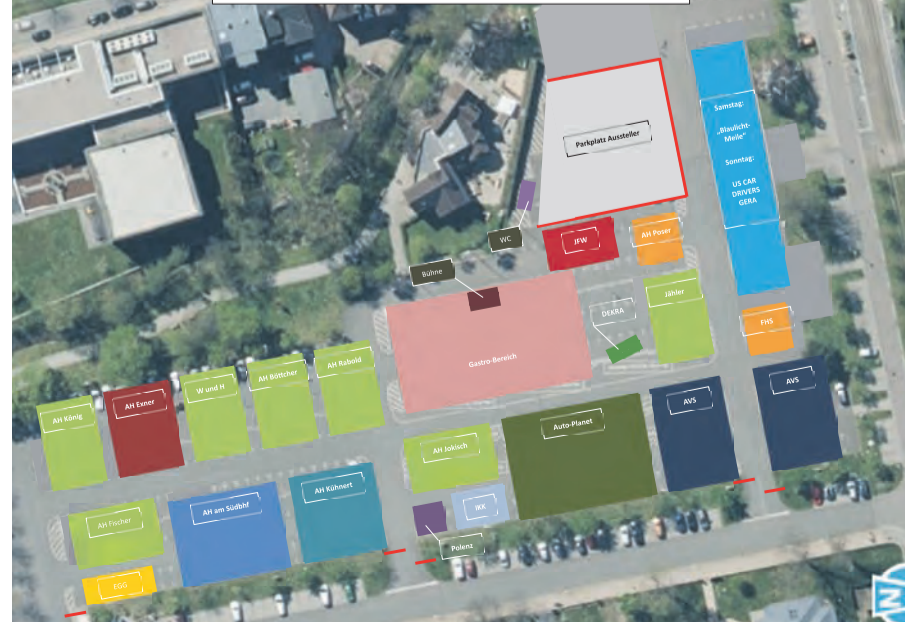 Parkplatz Aussteller
Samstag:
„Blaulicht-
Meile“
Sonntag:
US CAR
DRIVERS
GERA
WC
JFW
AH Poser
Bühne
Jähler
DEKRA
FHS
Gastro-Bereich
AH König
AH Exner
W und H
AH Böttcher
AH Rabold
AVS
AVS
Auto-Planet
AH Jokisch
AH Kühnert
AH am Südbhf
AH Fischer
IKK
Polenz
EGG
N